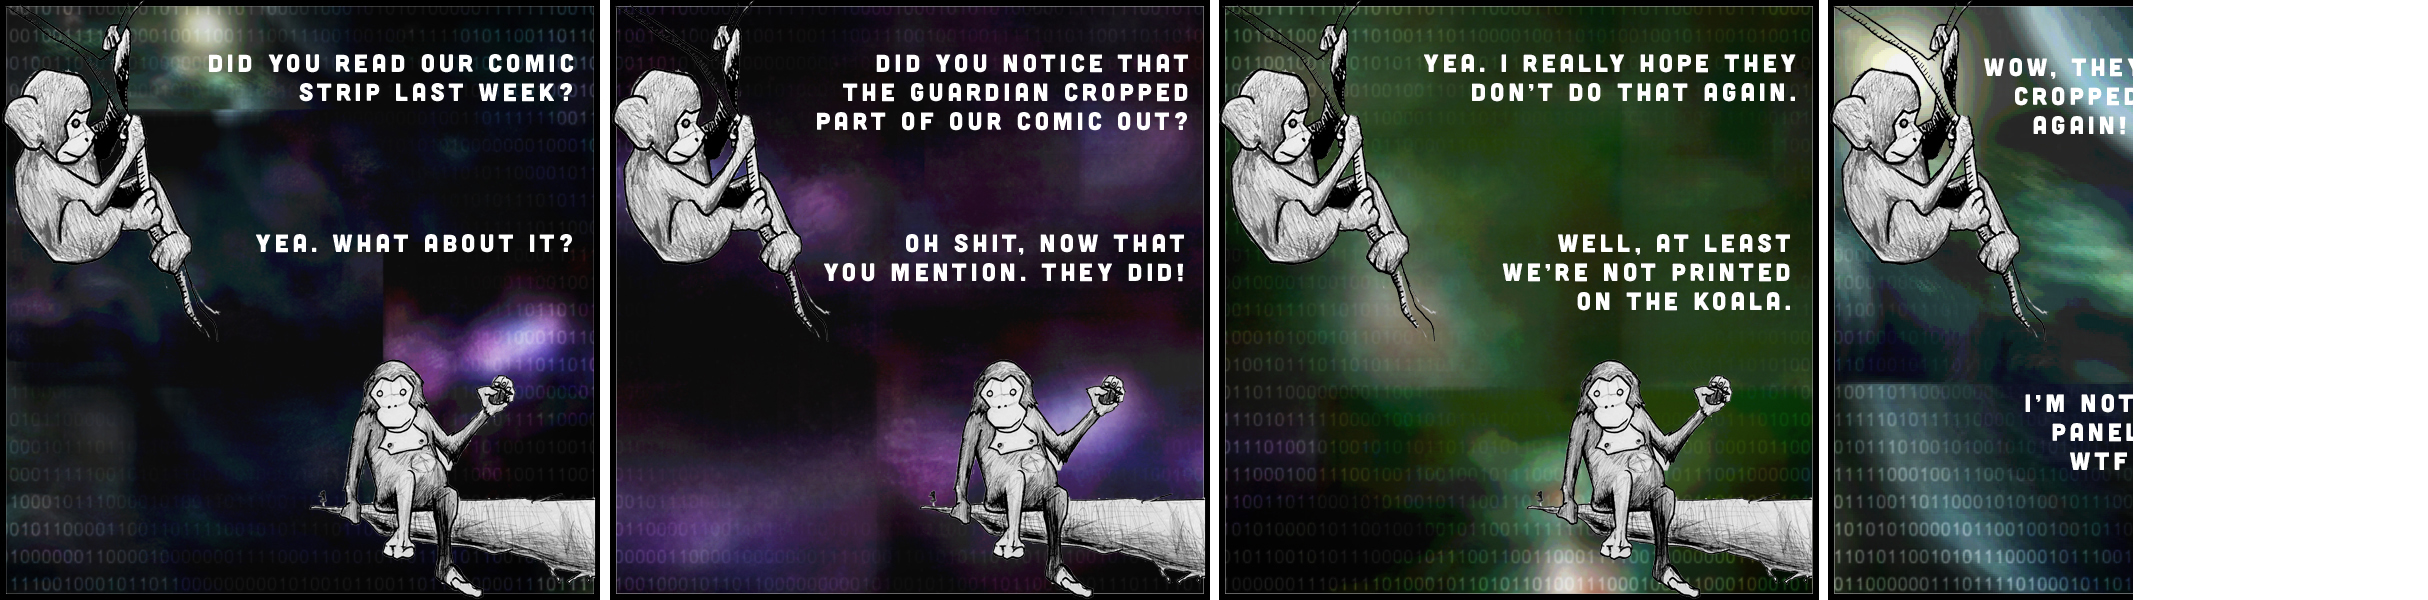 DID YOU READ OUR COMIC
STRIP LAST WEEK?
YEA. WHAT ABOUT IT?
DID YOU NOTICE THAT
THE GUARDIAN CROPPED
PART OF OUR COMIC OUT?
OH SHIT, NOW THAT
YOU MENTION. THEY DID!
YEA. I REALLY HOPE THEY
DON'T DO THAT AGAIN.
WELL, AT LEAST
WE'RE NOT PRINTED
ON THE KOALA.
WOW, THEY
CROPPED
AGAIN!
I'M NOT
PANEL
WTF